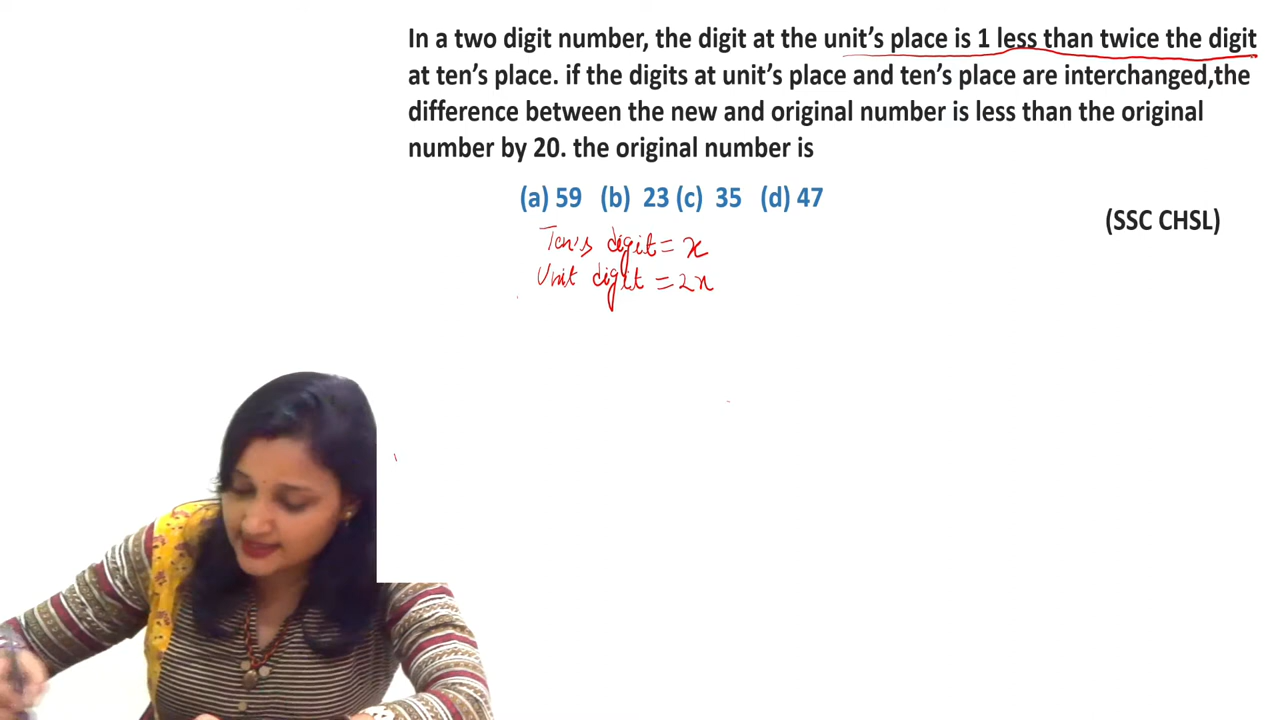 In a two digit number, the digit at the unit's place is 1 less than twice the digit
at ten's place. if the digits at unit's place and ten's place are interchanged,the
difference between the new and original number is less than the original
number by 20. the original number is
(a) 59 (b) 23 (c) 35 (d) 47
(SSC CHSL)
Ten's digit = x
Unit digit = 2x